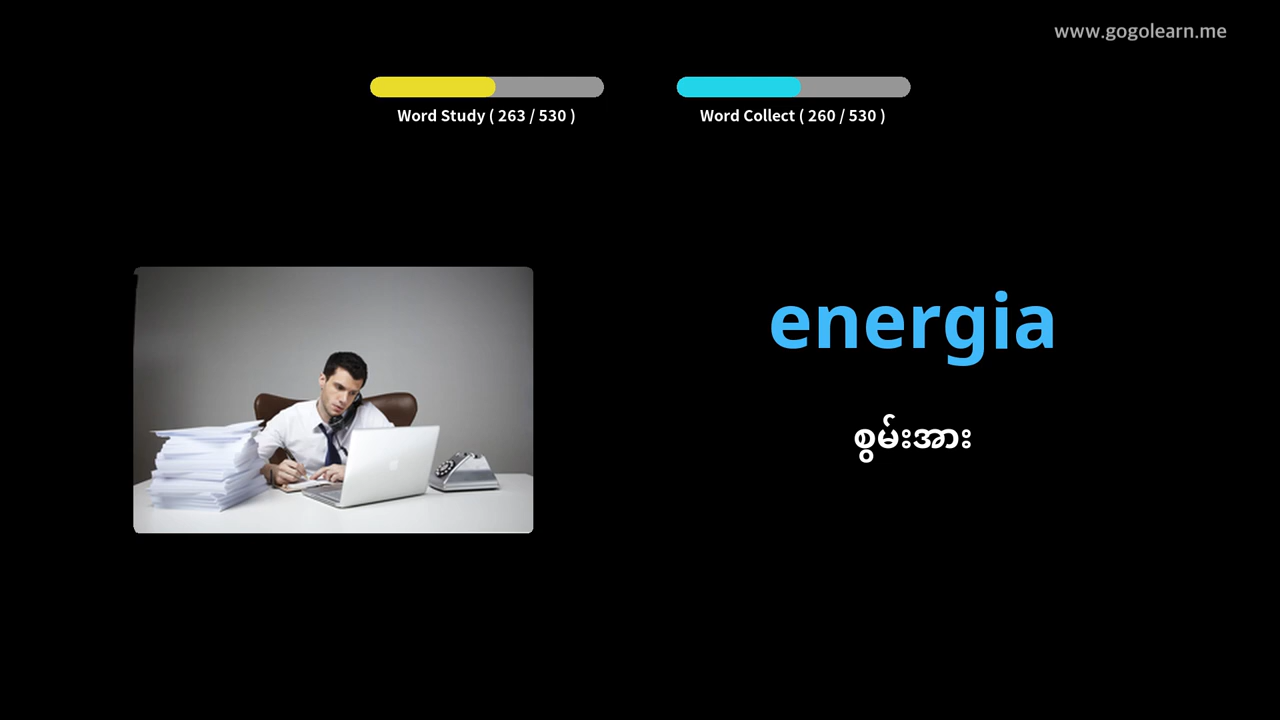 www.gogolearn.me
Word Study ( 263 / 530 )
Word Collect ( 260 / 530 )
energia
စွမ်းအား